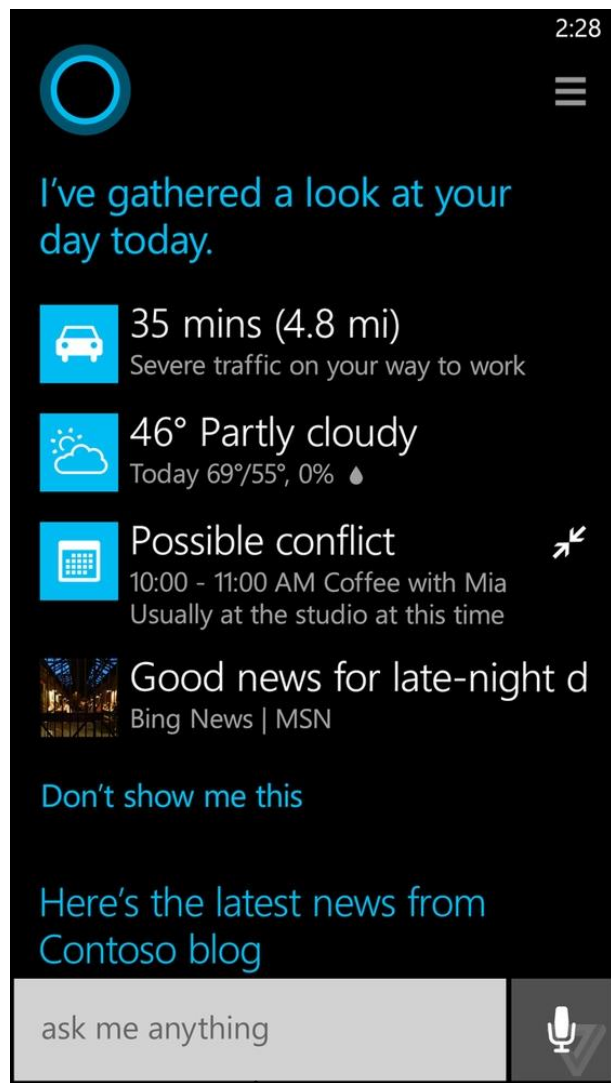 2:28
I've gathered a look at your
day today.
35 mins (4.8 mi)
Severe traffic on your way to work
46° Partly cloudy
Today 69°/55°, 0%
Possible conflict
10:00 - 11:00 AM Coffee with Mia
Usually at the studio at this time
Good news for late-night d
Bing News | MSN
Don't show me this
Here's the latest news from
Contoso blog
ask me anything